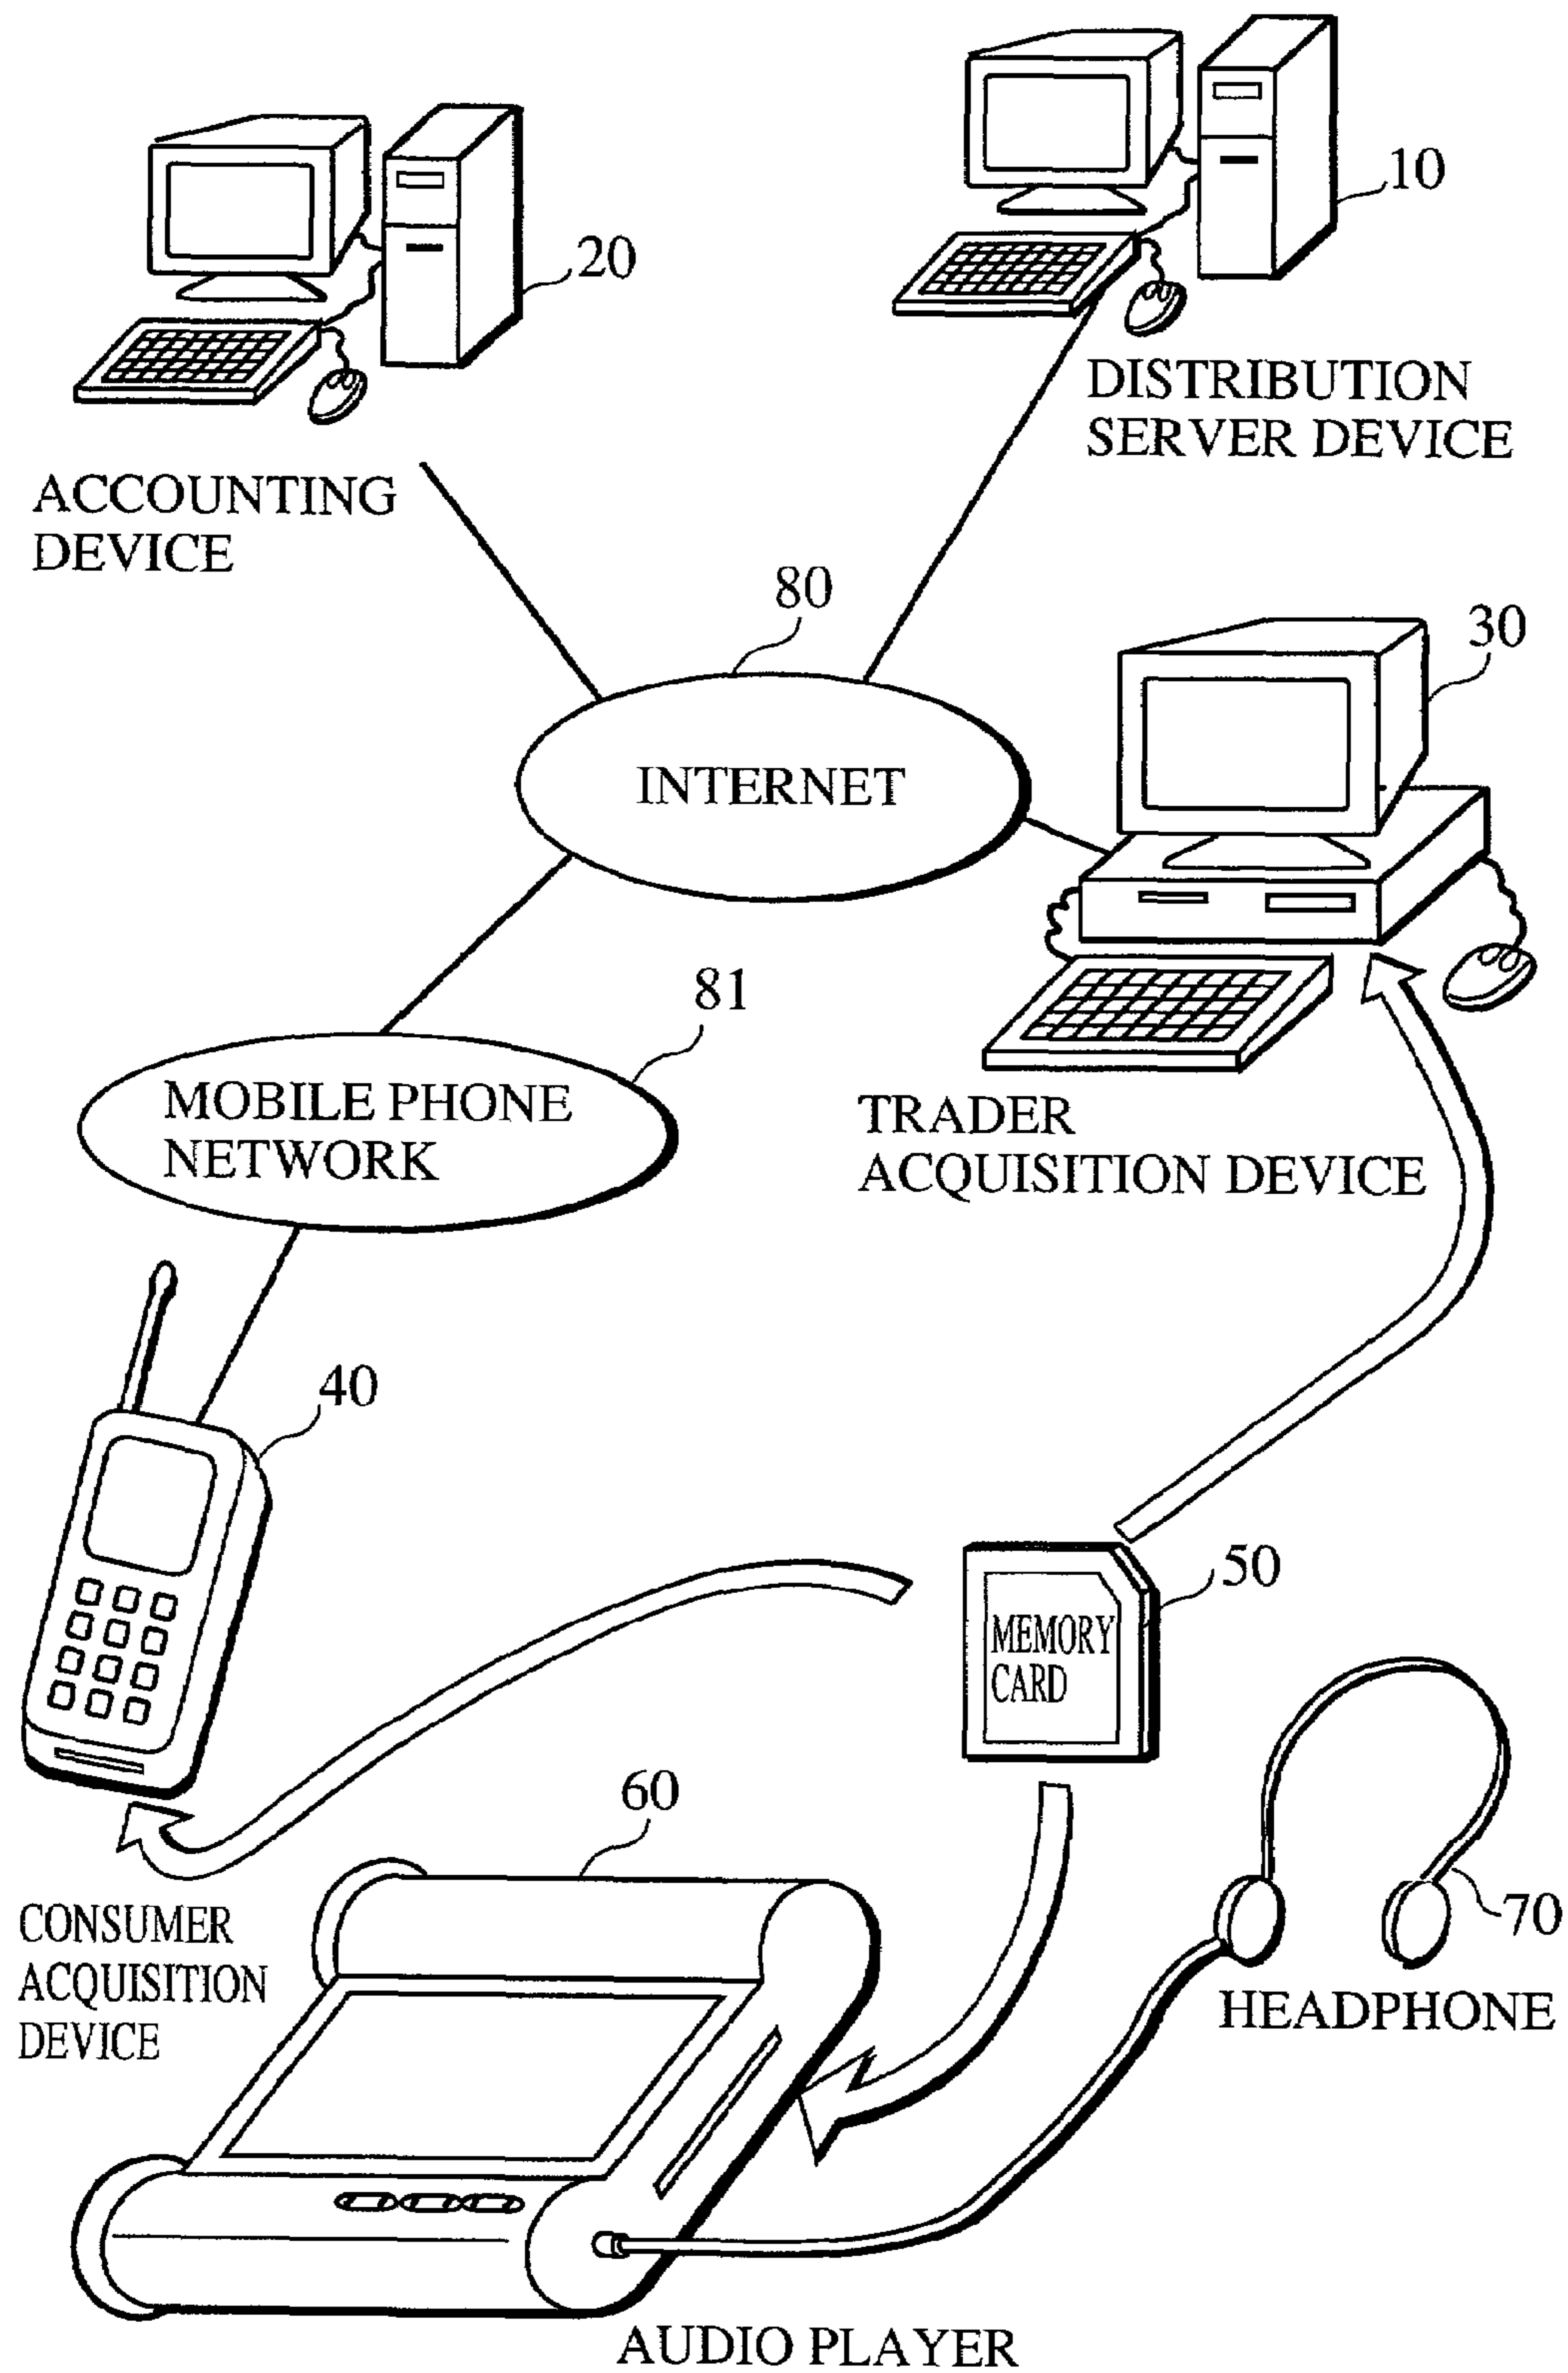 10
20
DISTRIBUTION
SERVER DEVICE
ACCOUNTING
DEVICE
80
30
INTERNET
81
MOBILE PHONE
NETWORK
TRADER
ACQUISITION DEVICE
40
50
MEMORY
CARD
60
70
CONSUMER
ACQUISITION
DEVICE
HEADPHONE
AUDIO PLAYER